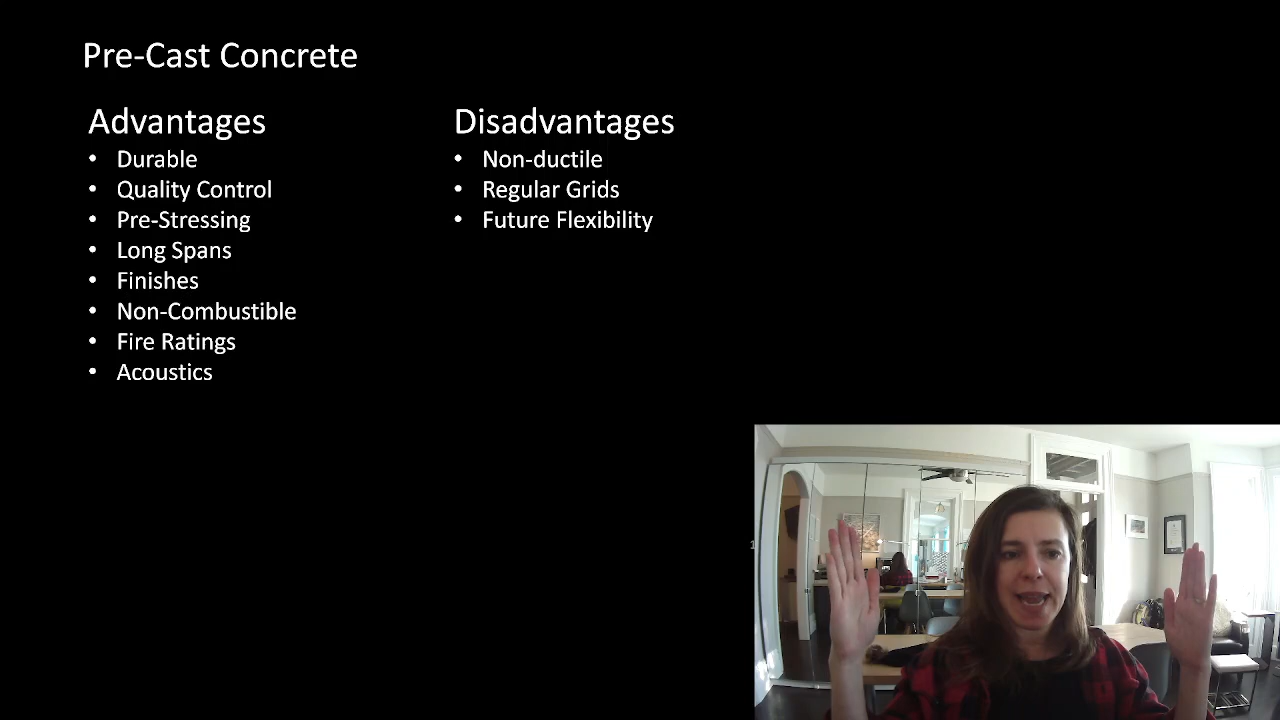 Pre-Cast Concrete
Advantages
• Durable
• Quality Control
• Pre-Stressing
• Long Spans
• Finishes
• Non-Combustible
• Fire Ratings
• Acoustics
Disadvantages
• Non-ductile
• Regular Grids
• Future Flexibility